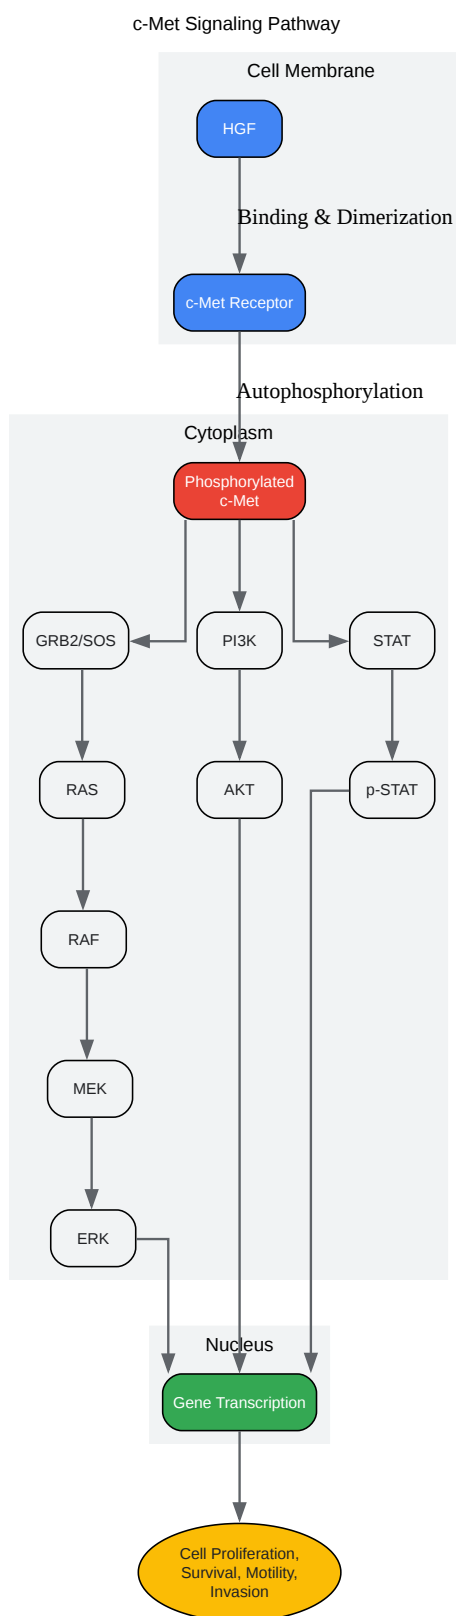 c-Met Signaling Pathway
Cell Membrane
HGF
Binding & Dimerization
c-Met Receptor
Autophosphorylation
Cytoplasm
Phosphorylated
c-Met
GRB2/SOS
PI3K
STAT
RAS
AKT
p-STAT
RAF
MEK
ERK
Nucleus
Gene Transcription
Cell Proliferation,
Survival, Motility,
Invasion